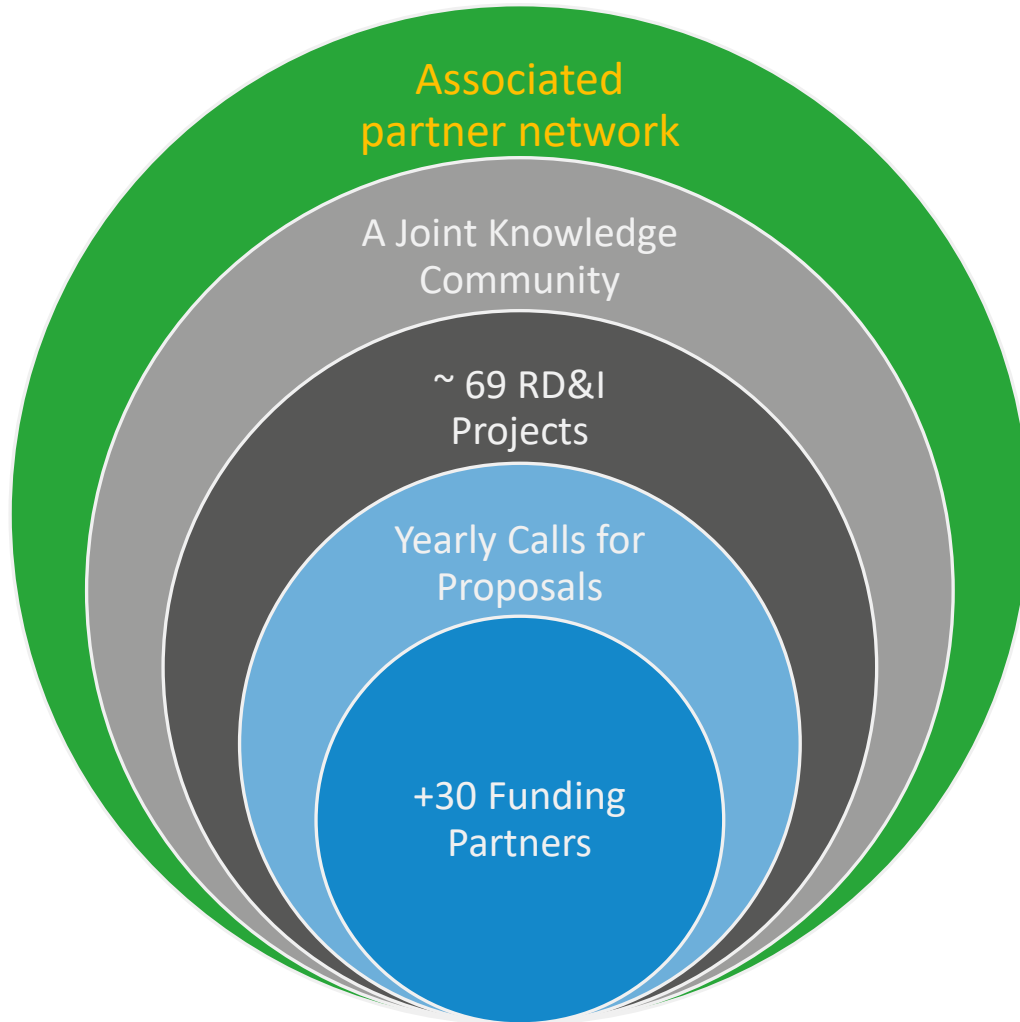 Associated
partner network
A Joint Knowledge
Community
~ 69 RD&I
Projects
Yearly Calls for
Proposals
+30 Funding
Partners